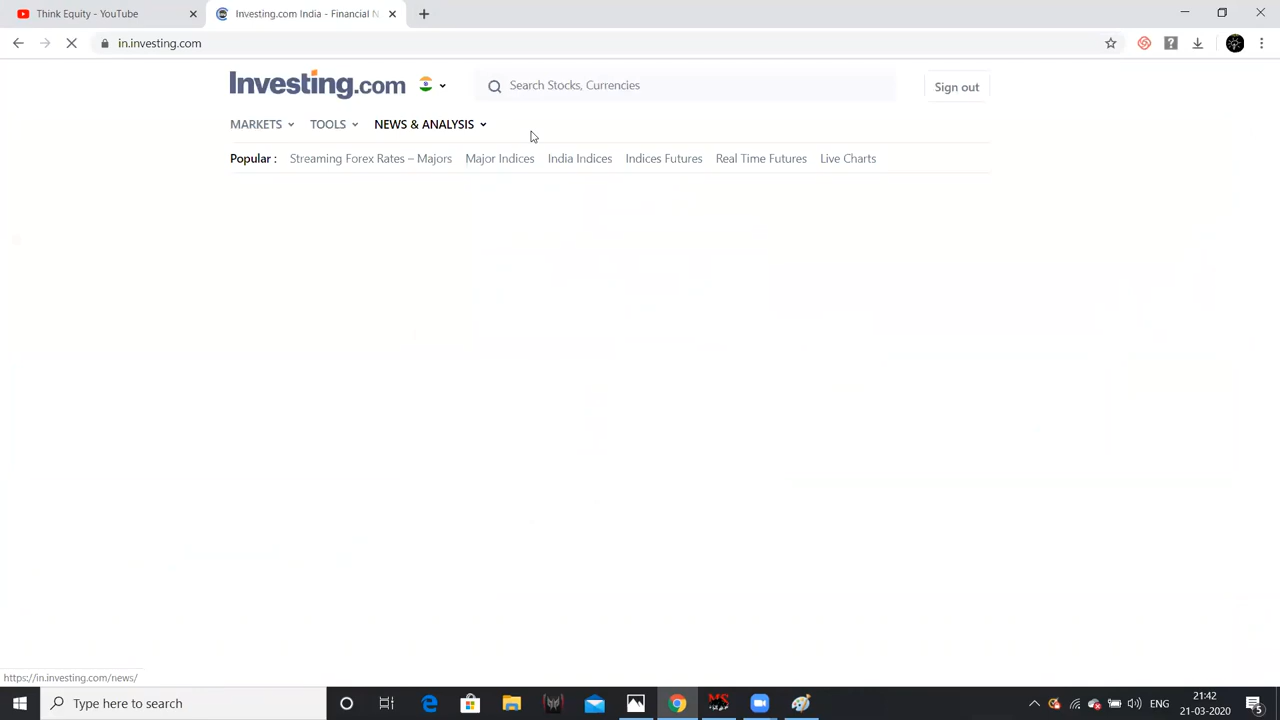 Think Equity - YouTube
Investing.com India - Financial N
in.investing.com
Investing.com
Search Stocks, Currencies
Sign out
MARKETS TOOLS NEWS & ANALYSIS
Popular : Streaming Forex Rates – Majors Major Indices India Indices Indices Futures Real Time Futures Live Charts
https://in.investing.com/news/
Type here to search
ENG
21:42
21-03-2020
5